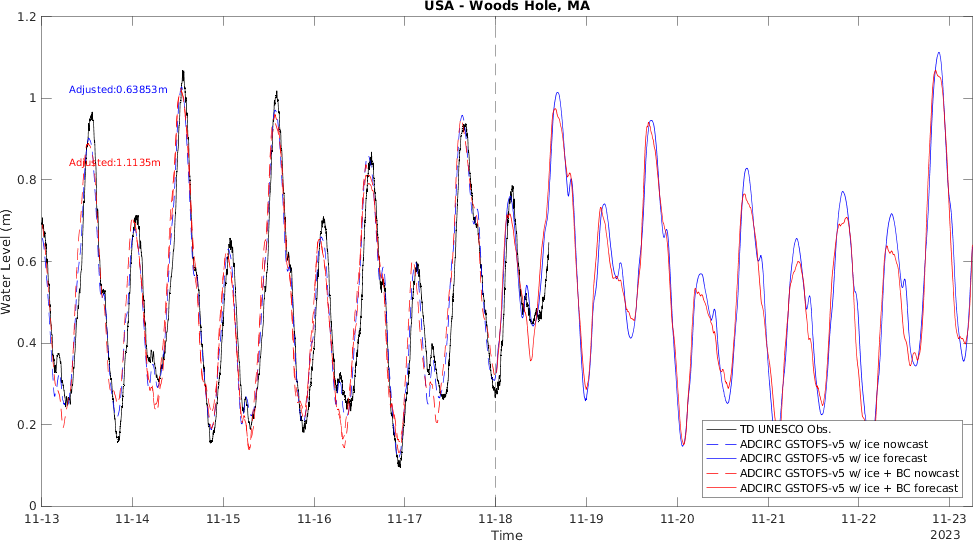 USA - Woods Hole, MA
1.2
1
0.8
0.6
0.4
0.2
0
Water Level (m)
Adjusted:0.63853m
Adjusted:1.1135m
TD UNESCO Obs.
ADCIRC GSTOFS-v5 w/ ice nowcast
ADCIRC GSTOFS-v5 w/ ice forecast
ADCIRC GSTOFS-v5 w/ ice + BC nowcast
ADCIRC GSTOFS-v5 w/ ice + BC forecast
11-13 11-14 11-15 11-16 11-17 11-18 11-19 11-20 11-21 11-22 11-23
Time
2023